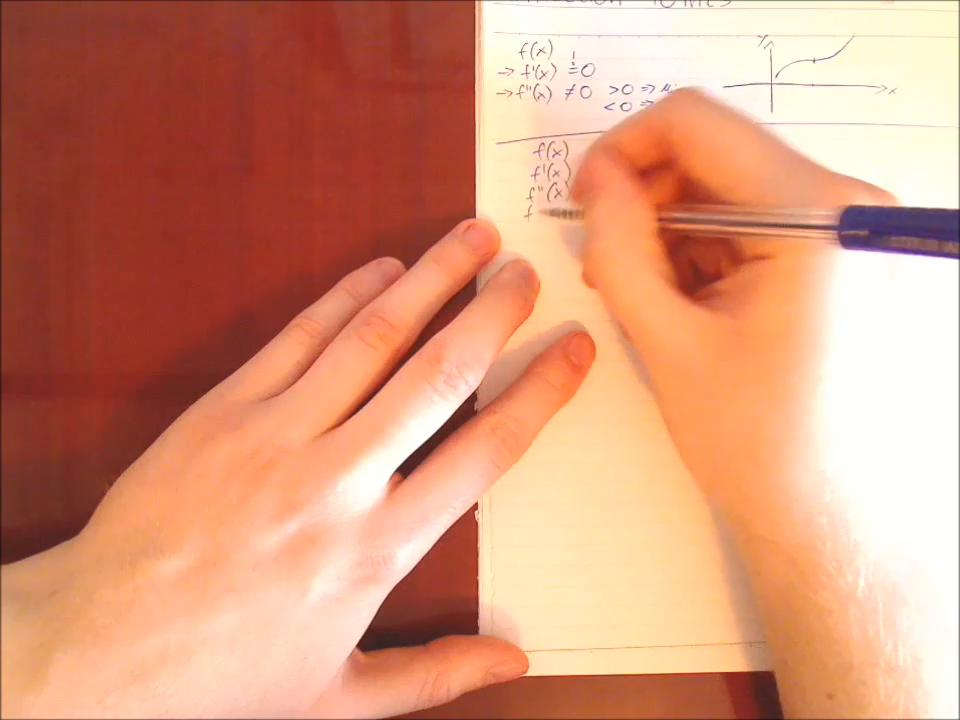 f(x)
→ f'(x) != 0
→ f''(x) ≠ 0 >0 ⇒
<0 ⇒
y
x
f(x)
f'(x)
f''(x)
f